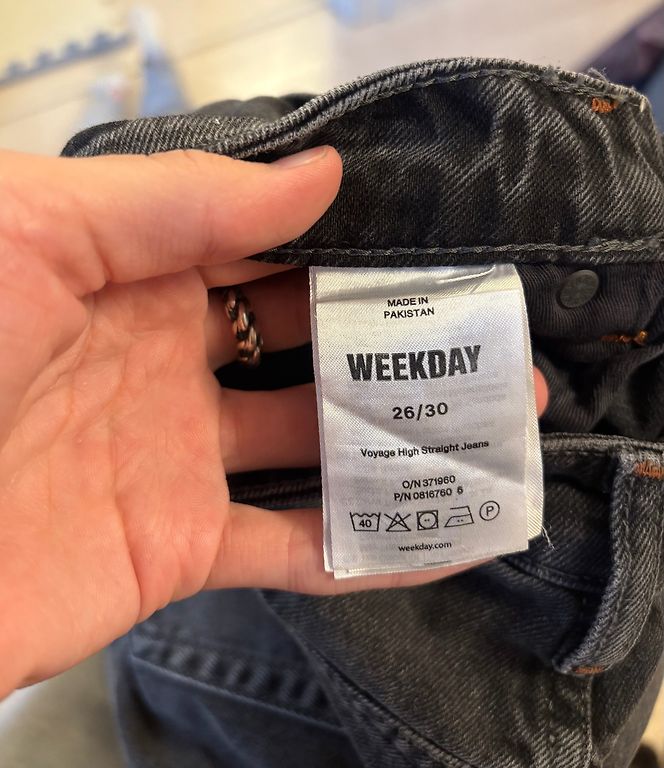 MADE IN
PAKISTAN
WEEKDAY
26/30
Voyage High Straight Jeans
O/N 371960
P/N 0816760 6
40
P
weekday.com